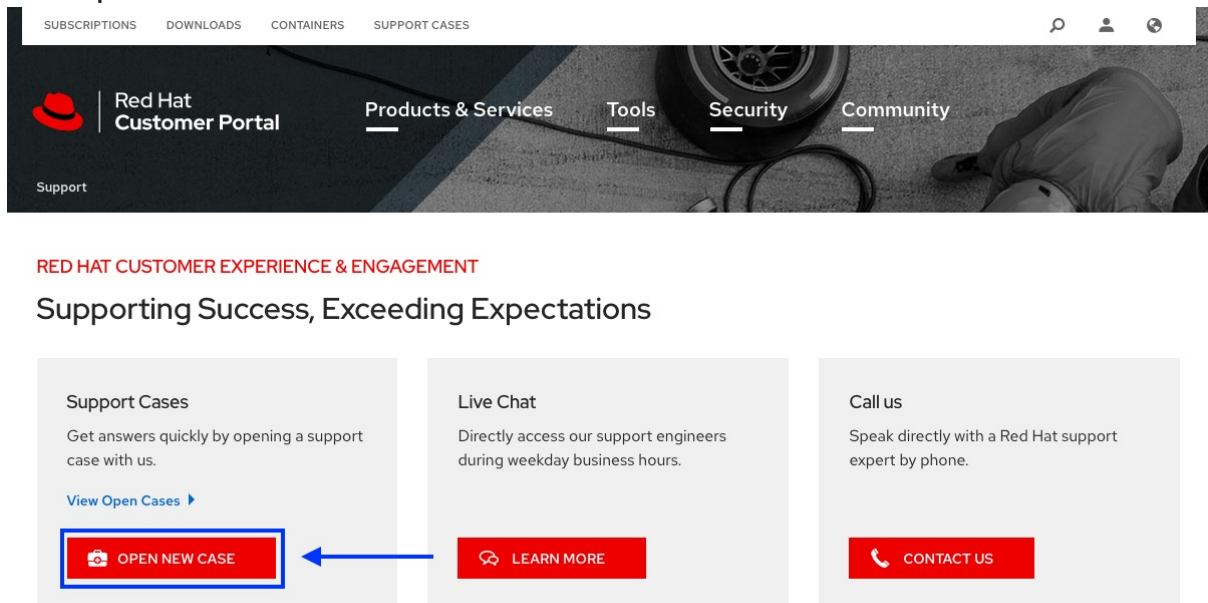 SUBSCRIPTIONS DOWNLOADS CONTAINERS SUPPORT CASES
Red Hat
Customer Portal
Products & Services Tools Security Community
Support
RED HAT CUSTOMER EXPERIENCE & ENGAGEMENT
Supporting Success, Exceeding Expectations
Support Cases
Get answers quickly by opening a support
case with us.
View Open Cases
OPEN NEW CASE
Live Chat
Directly access our support engineers
during weekday business hours.
LEARN MORE
Call us
Speak directly with a Red Hat support
expert by phone.
CONTACT US